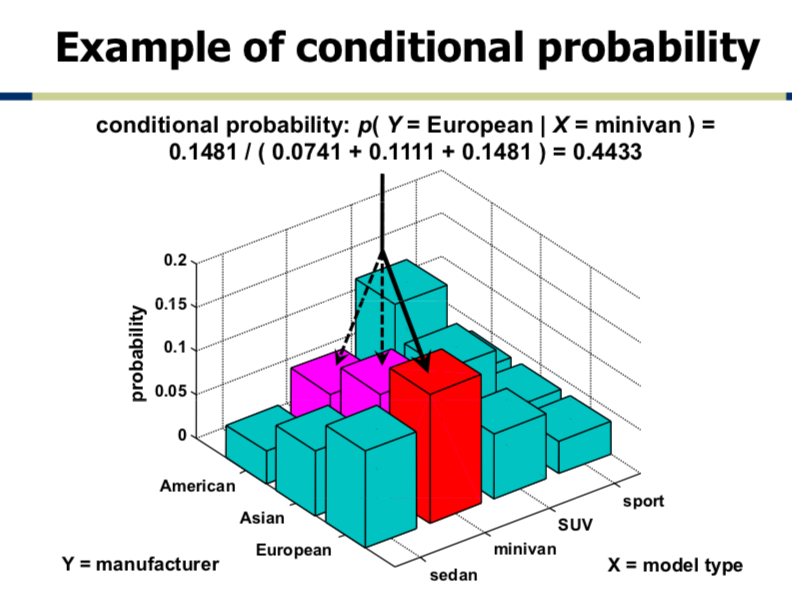 Example of conditional probability
conditional probability: p( Y = European | X = minivan ) =
0.1481 / ( 0.0741 + 0.1111 + 0.1481 ) = 0.4433
0.2
0.15
0.1
0.05
0
probability
American
Asian
European
sedan
minivan
SUV
sport
Y = manufacturer
X = model type